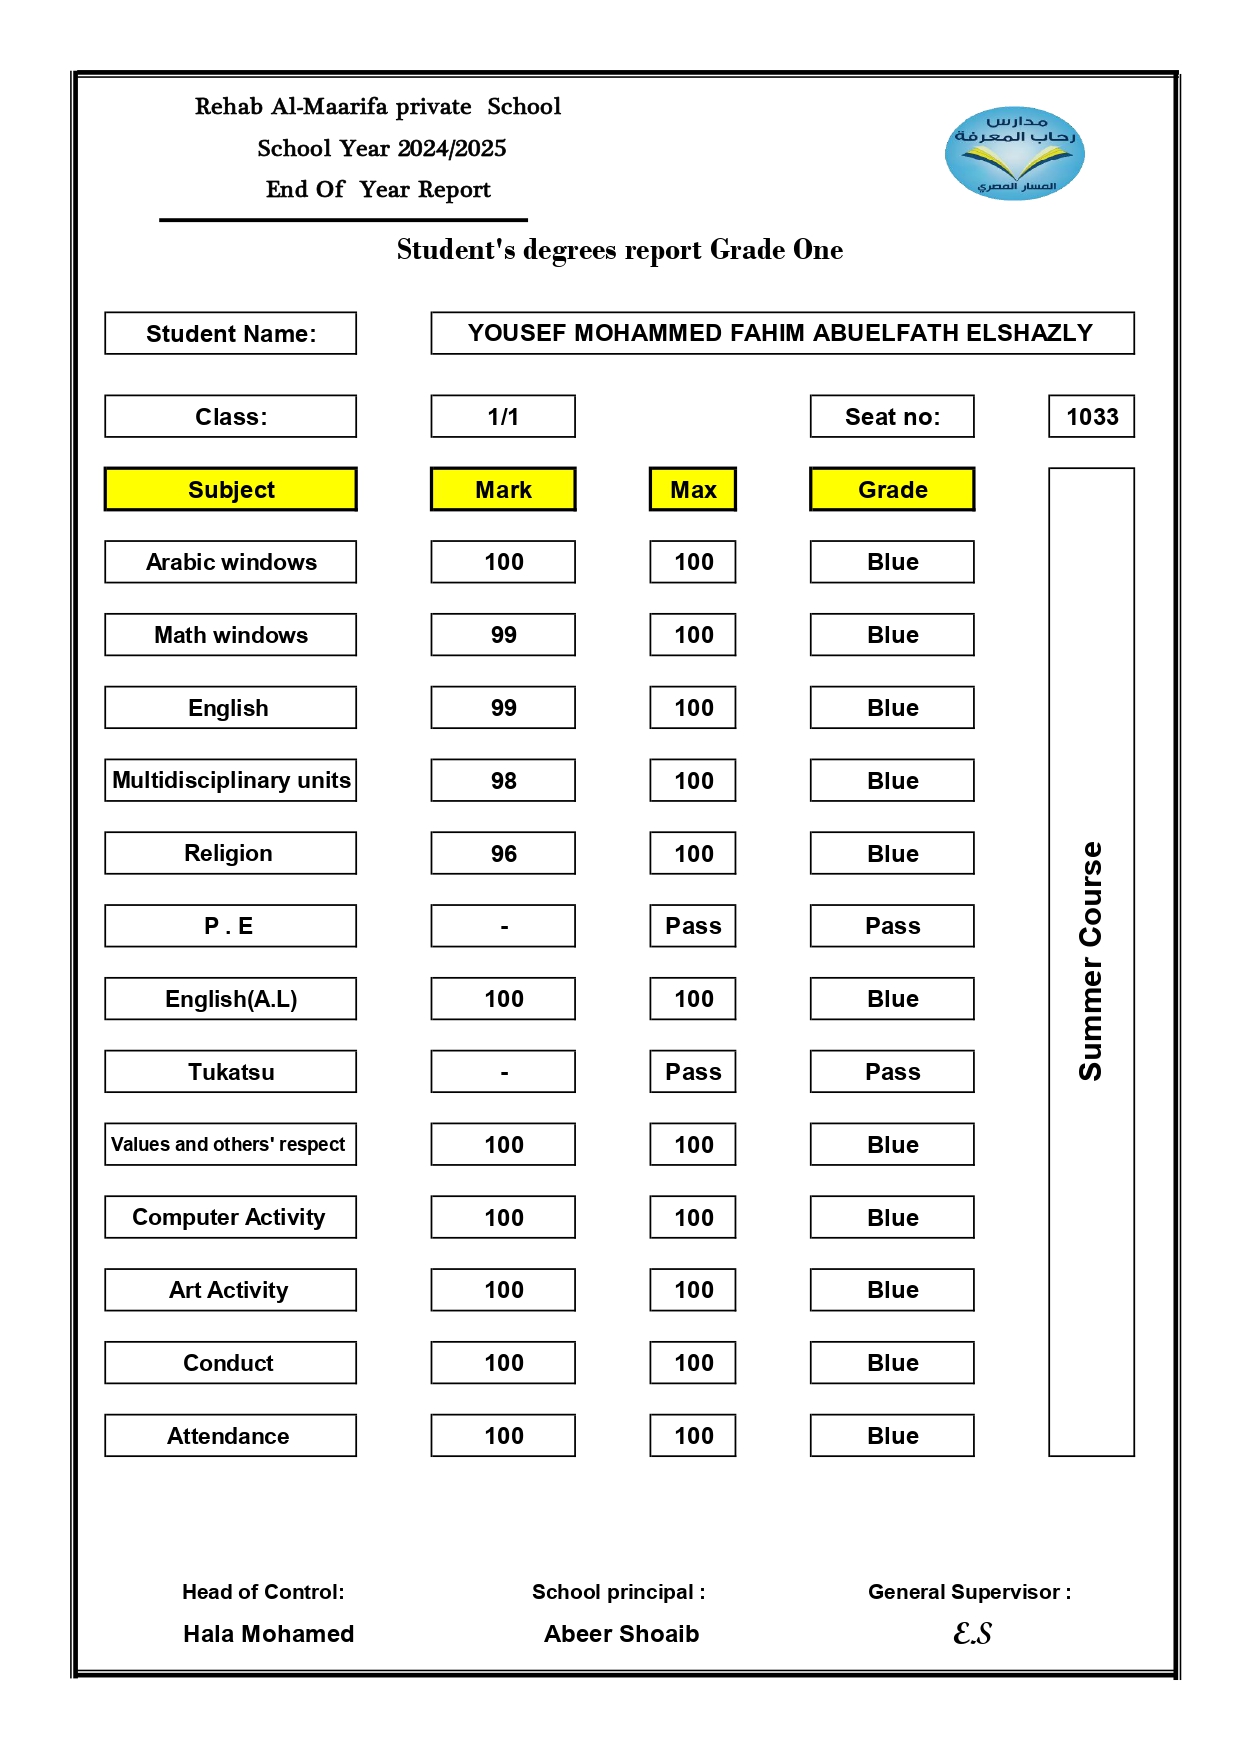 Rehab Al-Maarifa private School
School Year 2024/2025
End Of Year Report
مدارس
رحاب المعرفة
المسار المصري
Student's degrees report Grade One
Student Name: YOUSEF MOHAMMED FAHIM ABUELFATH ELSHAZLY
Class: 1/1 Seat no: 1033
Subject Mark Max Grade
Arabic windows 100 100 Blue
Math windows 99 100 Blue
English 99 100 Blue
Multidisciplinary units 98 100 Blue
Religion 96 100 Blue
P . E - Pass Pass
English(A.L) 100 100 Blue
Tukatsu - Pass Pass
Values and others' respect 100 100 Blue
Computer Activity 100 100 Blue
Art Activity 100 100 Blue
Conduct 100 100 Blue
Attendance 100 100 Blue
Summer Course
Head of Control: School principal : General Supervisor :
Hala Mohamed Abeer Shoaib E.S